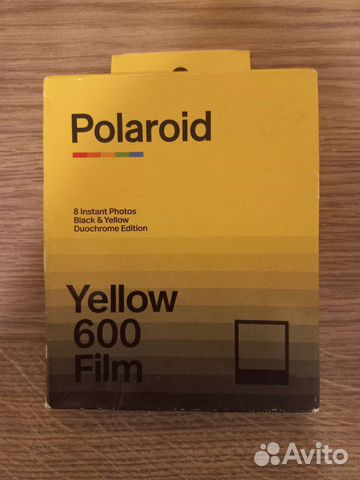 Polaroid
8 Instant Photos
Black & Yellow
Duochrome Edition
Yellow
600
Film
Avito